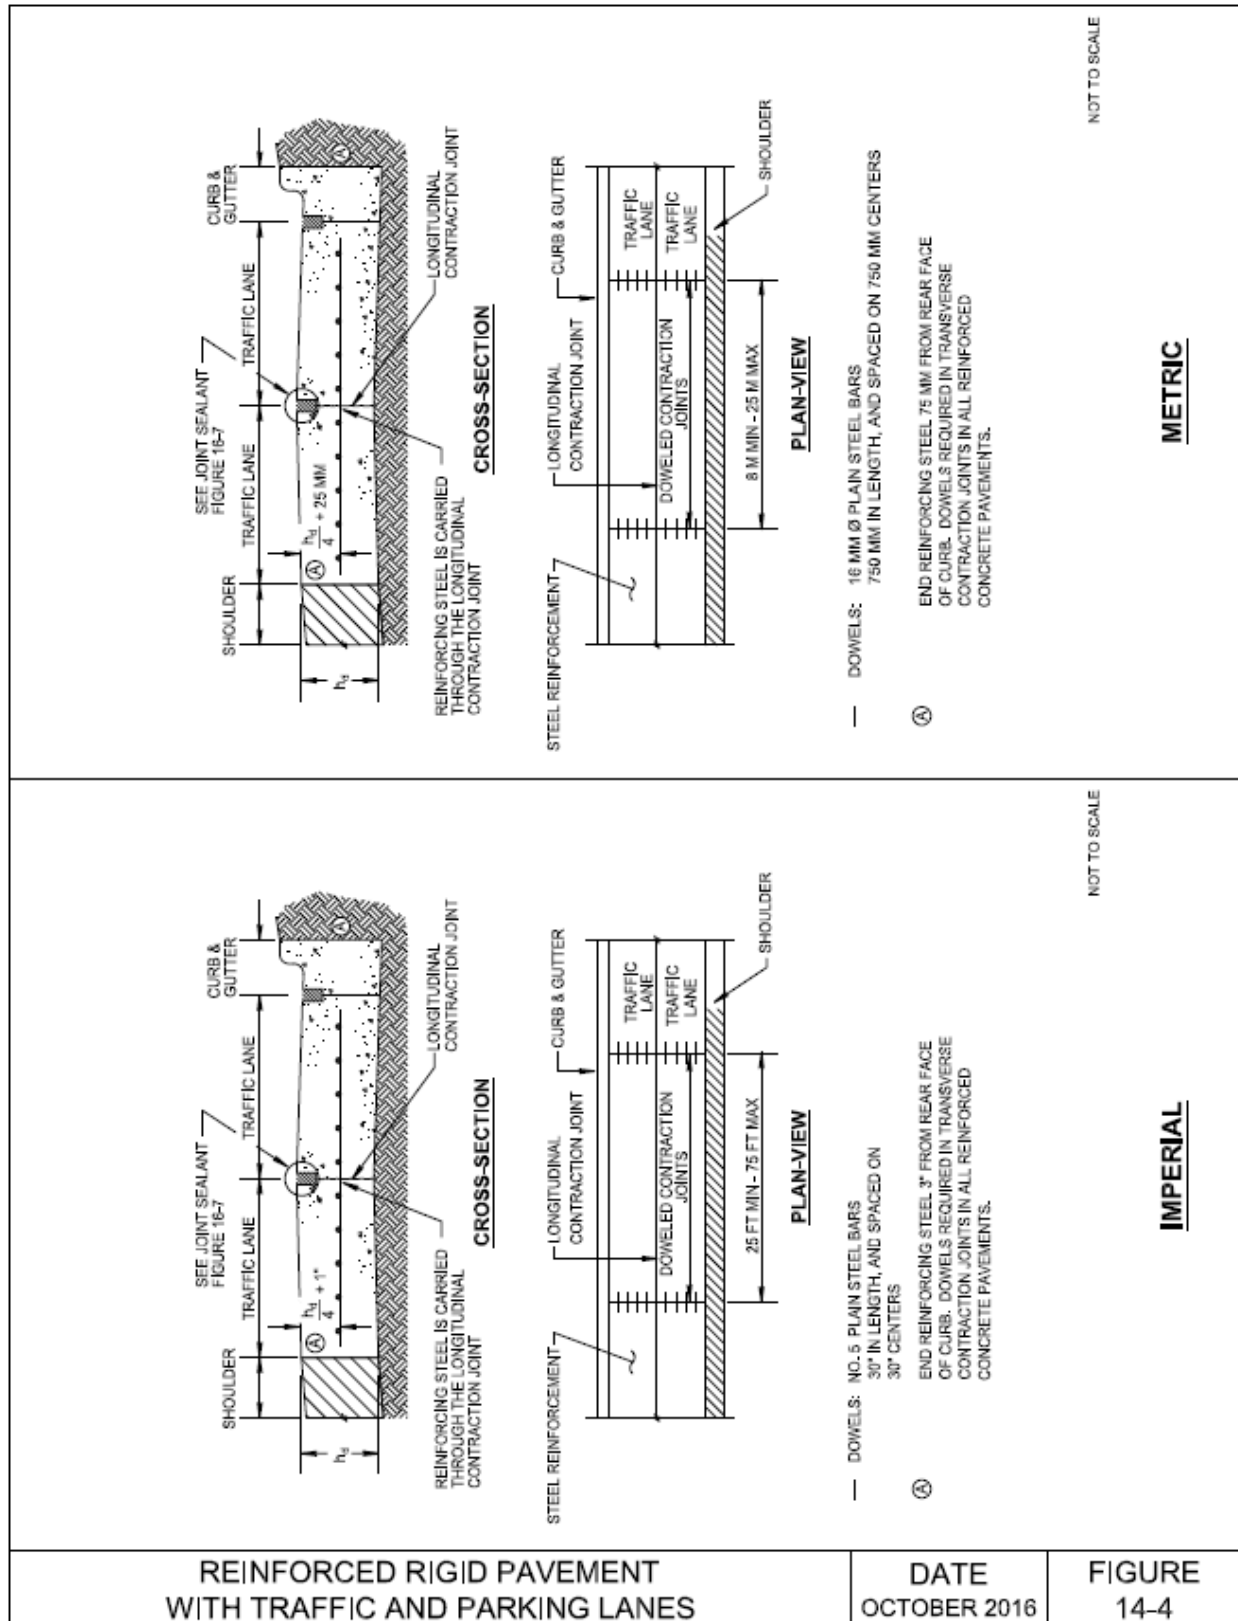 SHOULDER
TRAFFIC LANE
TRAFFIC LANE
CURB &
GUTTER
SEE JOINT SEALANT
FIGURE 16-7
hd
hd
4
+ 25 MM
A
A
REINFORCING STEEL IS CARRIED
THROUGH THE LONGITUDINAL
CONTRACTION JOINT
LONGITUDINAL
CONTRACTION JOINT
CROSS-SECTION
STEEL REINFORCEMENT
LONGITUDINAL
CONTRACTION JOINT
CURB & GUTTER
TRAFFIC
LANE
TRAFFIC
LANE
DOWELED CONTRACTION
JOINTS
SHOULDER
8 M MIN - 25 M MAX
PLAN-VIEW
— DOWELS: 16 MM Ø PLAIN STEEL BARS
750 MM IN LENGTH, AND SPACED ON 750 MM CENTERS
A END REINFORCING STEEL 75 MM FROM REAR FACE
OF CURB. DOWELS REQUIRED IN TRANSVERSE
CONTRACTION JOINTS IN ALL REINFORCED
CONCRETE PAVEMENTS.
NOT TO SCALE
METRIC
SHOULDER
TRAFFIC LANE
TRAFFIC LANE
CURB &
GUTTER
SEE JOINT SEALANT
FIGURE 16-7
hd
hd
4
+ 1"
A
A
REINFORCING STEEL IS CARRIED
THROUGH THE LONGITUDINAL
CONTRACTION JOINT
LONGITUDINAL
CONTRACTION JOINT
CROSS-SECTION
STEEL REINFORCEMENT
LONGITUDINAL
CONTRACTION JOINT
CURB & GUTTER
TRAFFIC
LANE
TRAFFIC
LANE
DOWELED CONTRACTION
JOINTS
SHOULDER
25 FT MIN - 75 FT MAX
PLAN-VIEW
— DOWELS: NO. 5 PLAIN STEEL BARS
30" IN LENGTH, AND SPACED ON
30" CENTERS
A END REINFORCING STEEL 3" FROM REAR FACE
OF CURB. DOWELS REQUIRED IN TRANSVERSE
CONTRACTION JOINTS IN ALL REINFORCED
CONCRETE PAVEMENTS.
NOT TO SCALE
IMPERIAL
REINFORCED RIGID PAVEMENT
WITH TRAFFIC AND PARKING LANES
DATE
OCTOBER 2016
FIGURE
14-4